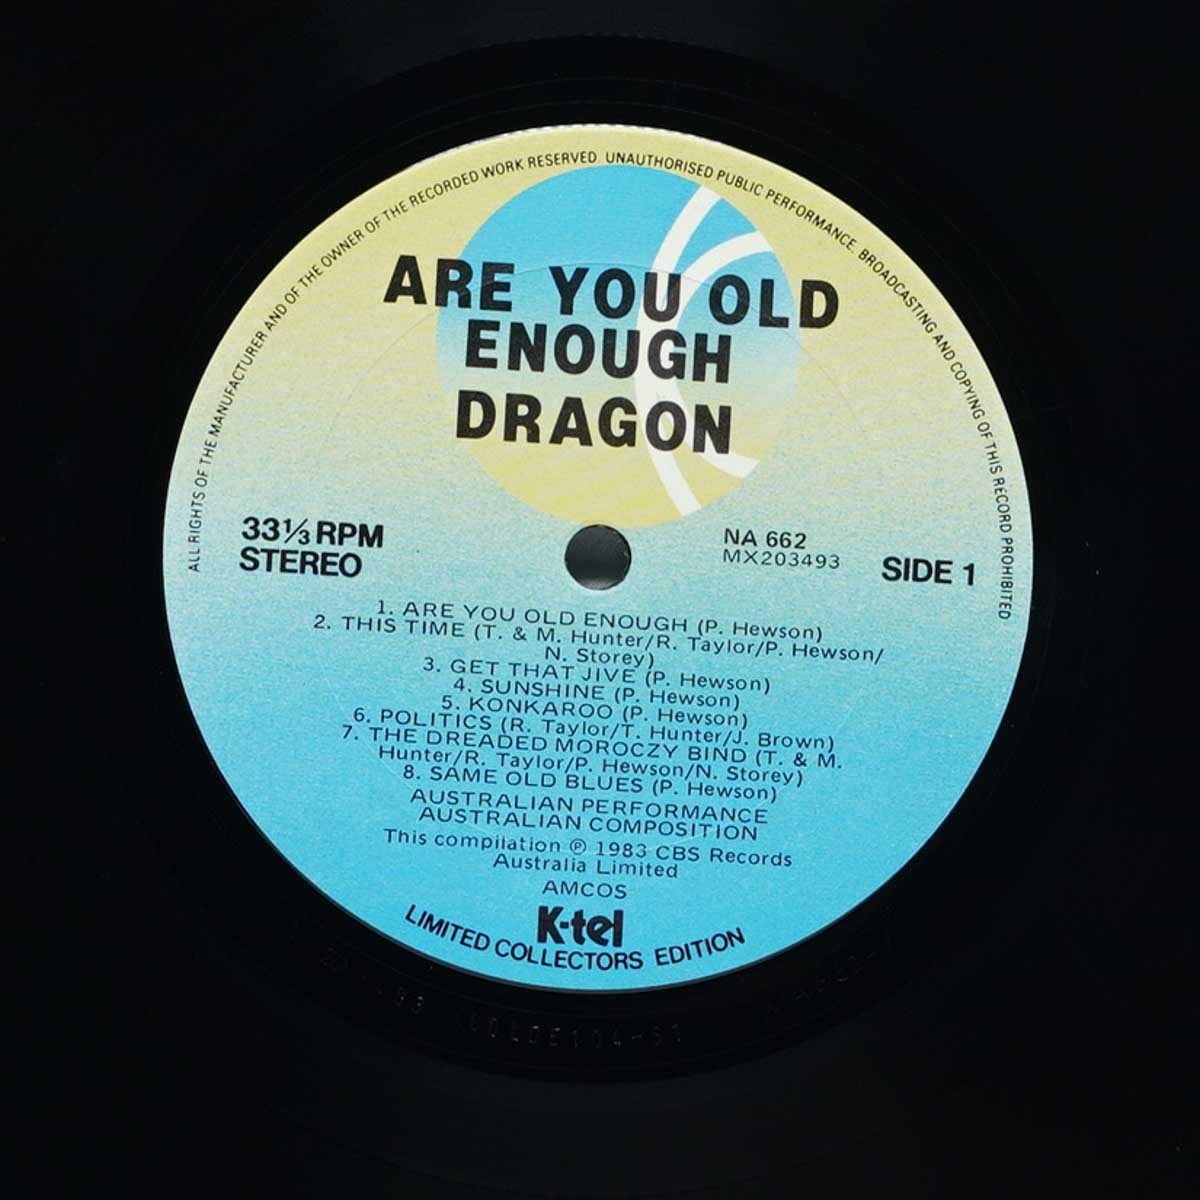 ALL RIGHTS OF THE MANUFACTURER AND OF THE OWNER OF THE RECORDED WORK RESERVED. UNAUTHORISED PUBLIC PERFORMANCE. BROADCASTING AND COPYING OF THIS RECORD PROHIBITED
ARE YOU OLD
ENOUGH
DRAGON
33⅓ RPM
STEREO
NA 662
MX203493
SIDE 1
1. ARE YOU OLD ENOUGH (P. Hewson)
2. THIS TIME (T. & M. Hunter/R. Taylor/P. Hewson/
N. Storey)
3. GET THAT JIVE (P. Hewson)
4. SUNSHINE (P. Hewson)
5. KONKAROO (P. Hewson)
6. POLITICS (R. Taylor/T. Hunter/J. Brown)
7. THE DREADED MOROCZY BIND (T. & M.
Hunter/R. Taylor/P. Hewson/N. Storey)
8. SAME OLD BLUES (P. Hewson)
AUSTRALIAN PERFORMANCE
AUSTRALIAN COMPOSITION
This compilation ℗ 1983 CBS Records
Australia Limited
AMCOS
K-tel
LIMITED COLLECTORS EDITION